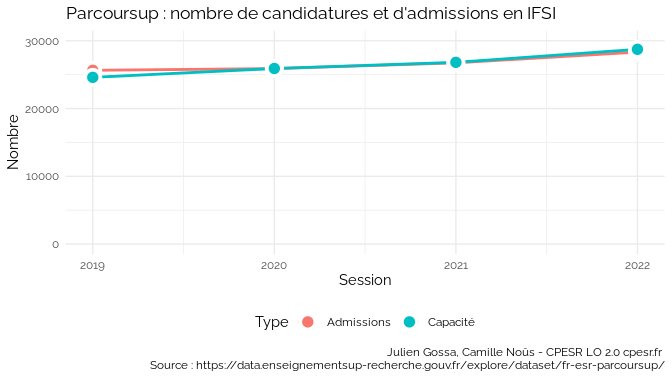 Parcoursup : nombre de candidatures et d'admissions en IFSI
30000
20000
10000
0
Nombre
2019 2020 2021 2022
Session
Type Admissions Capacité
Julien Gossa, Camille Noûs - CPESR LO 2.0 cpesr.fr
Source : https://data.enseignementsup-recherche.gouv.fr/explore/dataset/fr-esr-parcoursup/